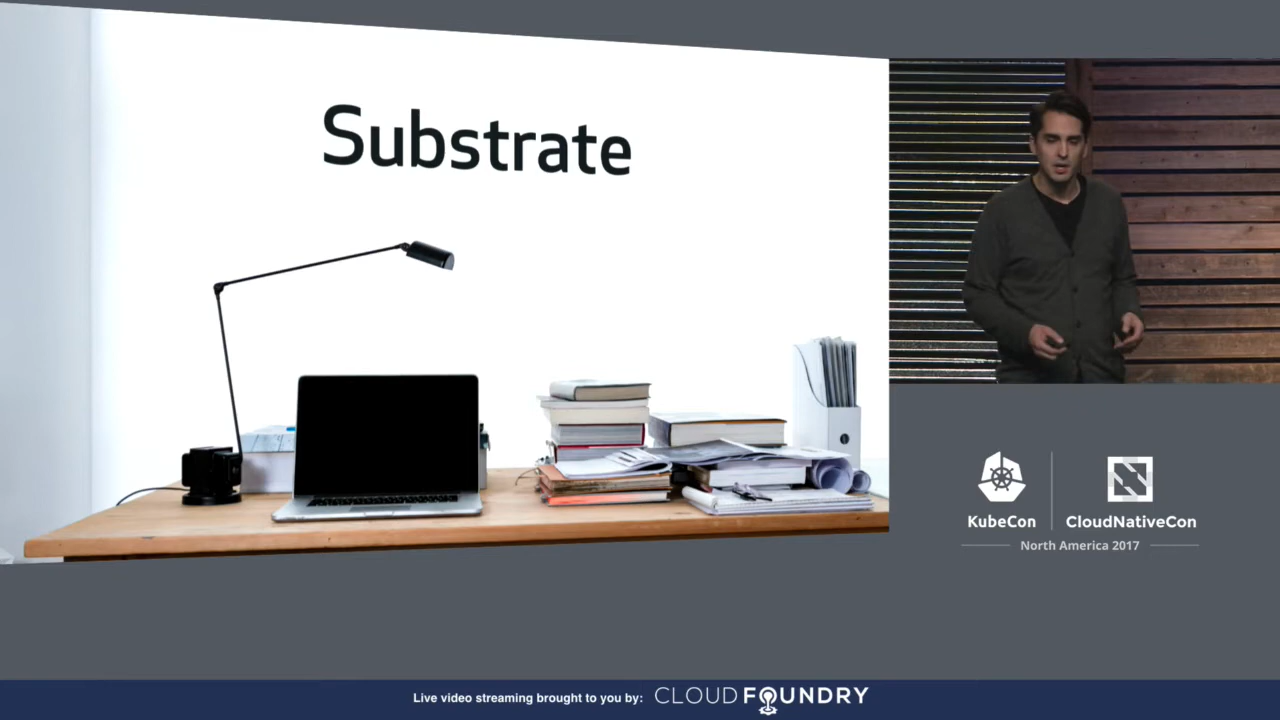 Substrate
KubeCon
CloudNativeCon
North America 2017
Live video streaming brought to you by: CLOUD FOUNDRY